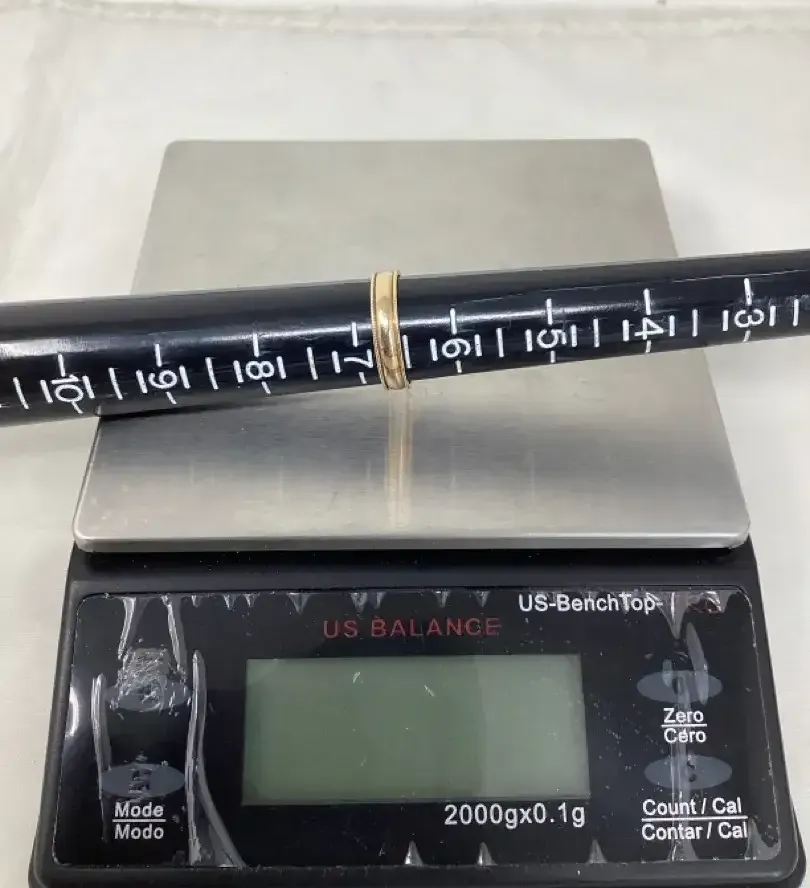 10 9 8 7 6 5 4 3
US-BenchTop-
US BALANCE
Zero
Cero
Mode
Modo
2000gx0.1g
Count / Cal
Contar / Cal